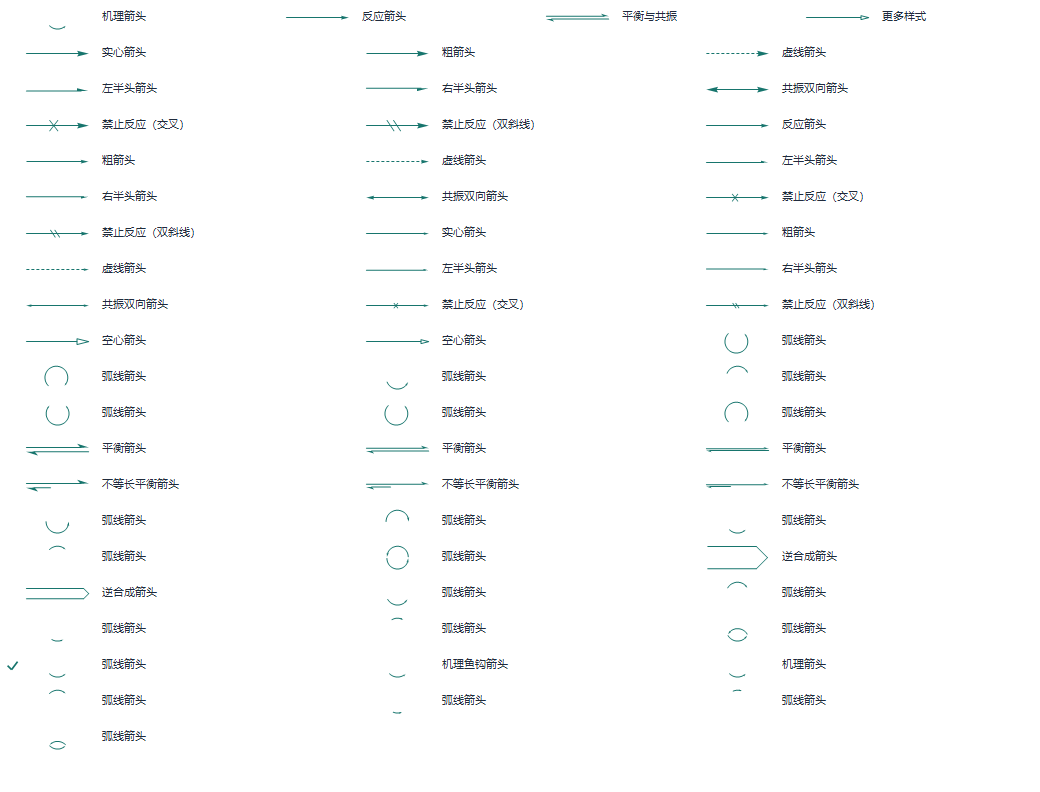 机理箭头 反应箭头 平衡与共振 更多样式
实心箭头 粗箭头 虚线箭头
左半头箭头 右半头箭头 共振双向箭头
禁止反应（交叉） 禁止反应（双斜线） 反应箭头
粗箭头 虚线箭头 左半头箭头
右半头箭头 共振双向箭头 禁止反应（交叉）
禁止反应（双斜线） 实心箭头 粗箭头
虚线箭头 左半头箭头 右半头箭头
共振双向箭头 禁止反应（交叉） 禁止反应（双斜线）
空心箭头 空心箭头 弧线箭头
弧线箭头 弧线箭头 弧线箭头
弧线箭头 弧线箭头 弧线箭头
平衡箭头 平衡箭头 平衡箭头
不等长平衡箭头 不等长平衡箭头 不等长平衡箭头
弧线箭头 弧线箭头 弧线箭头
弧线箭头 弧线箭头 逆合成箭头
逆合成箭头 弧线箭头 弧线箭头
弧线箭头 弧线箭头 弧线箭头
弧线箭头 机理鱼钩箭头 机理箭头
弧线箭头 弧线箭头 弧线箭头
弧线箭头